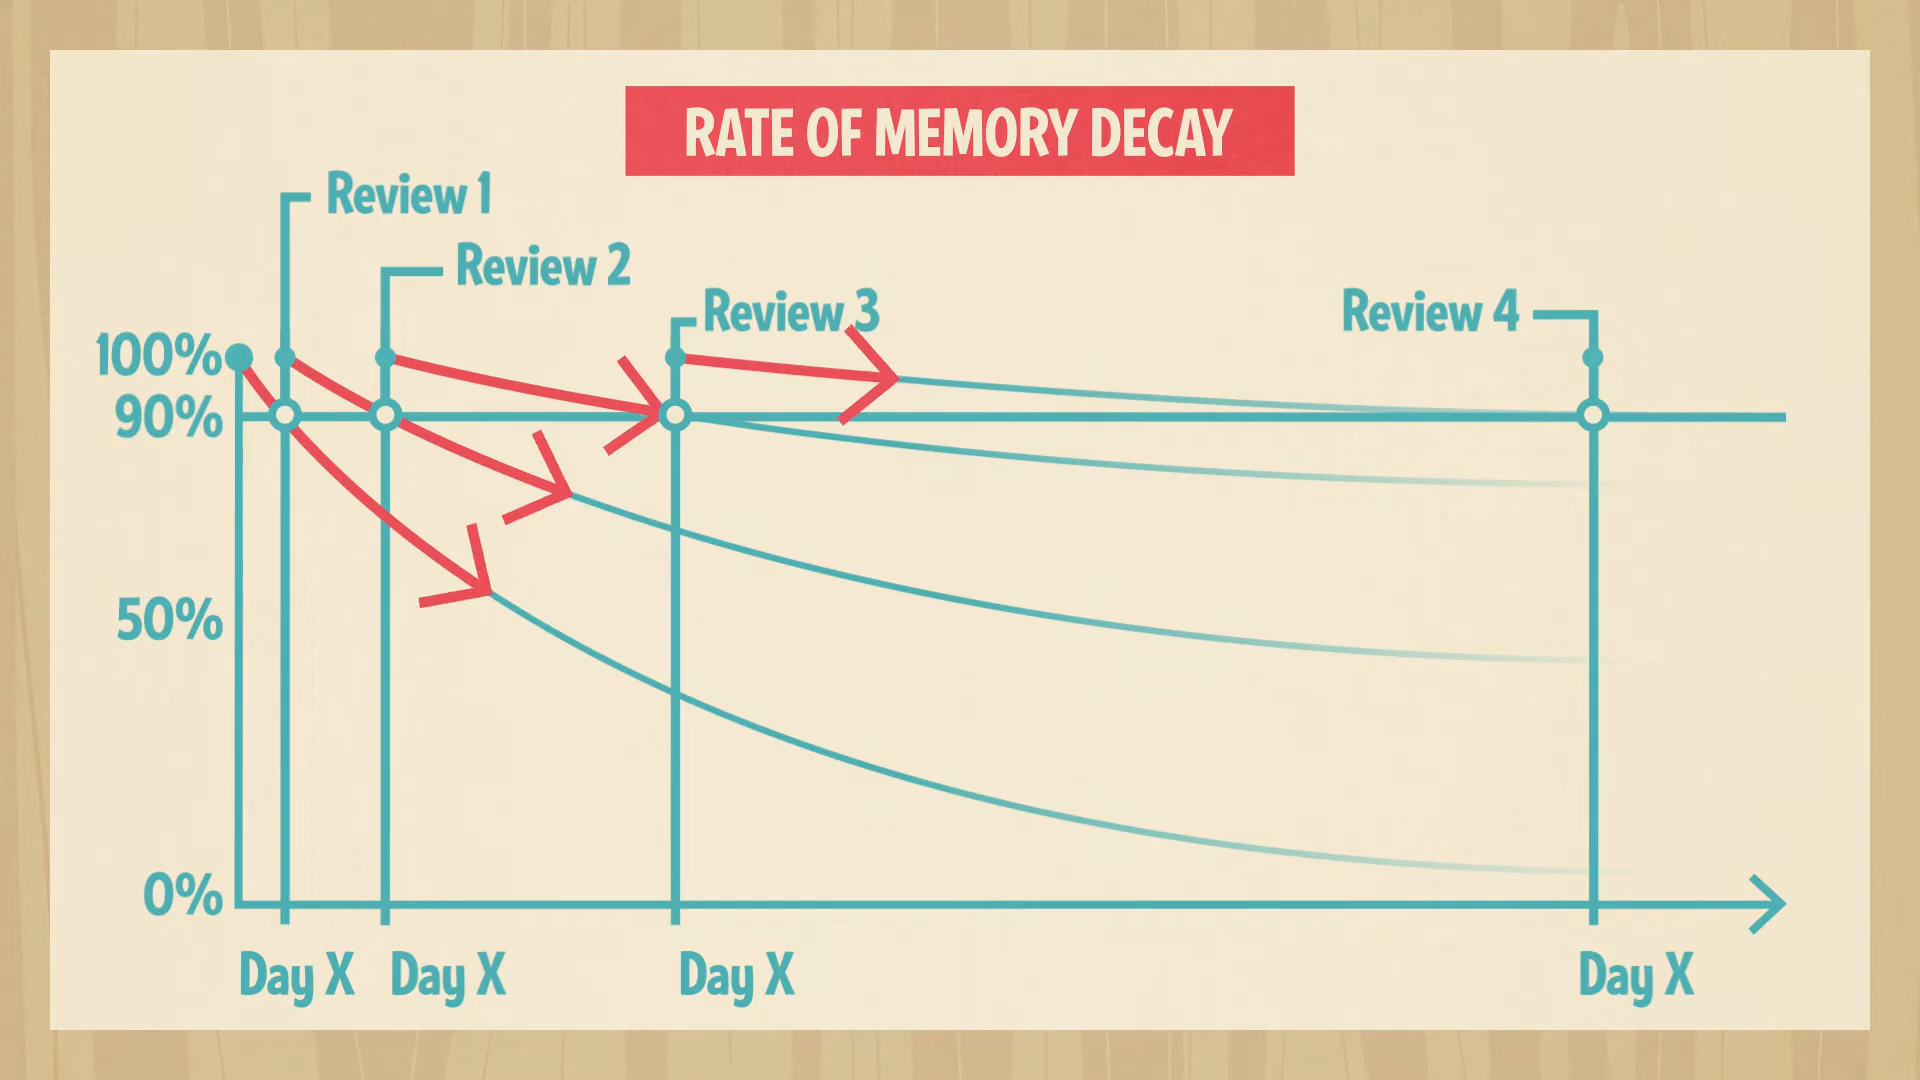 RATE OF MEMORY DECAY
Review 1
Review 2
Review 3
Review 4
100%
90%
50%
0%
Day X
Day X
Day X
Day X